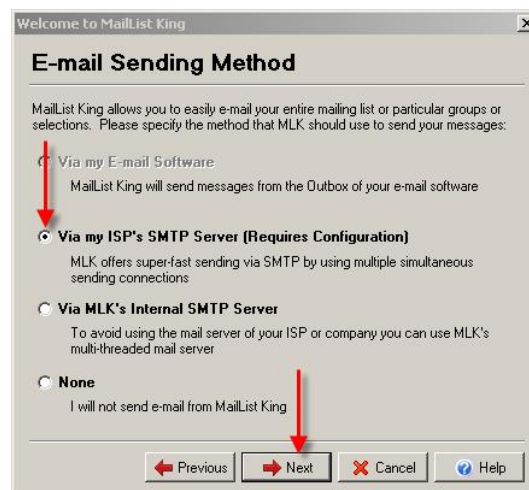 Welcome to MailList King
E-mail Sending Method
MailList King allows you to easily e-mail your entire mailing list or particular groups or
selections. Please specify the method that MLK should use to send your messages:
Via my E-mail Software
MailList King will send messages from the Outbox of your e-mail software
Via my ISP's SMTP Server (Requires Configuration)
MLK offers super-fast sending via SMTP by using multiple simultaneous
sending connections
Via MLK's Internal SMTP Server
To avoid using the mail server of your ISP or company you can use MLK's
multi-threaded mail server
None
I will not send e-mail from MailList King
Previous Next Cancel Help